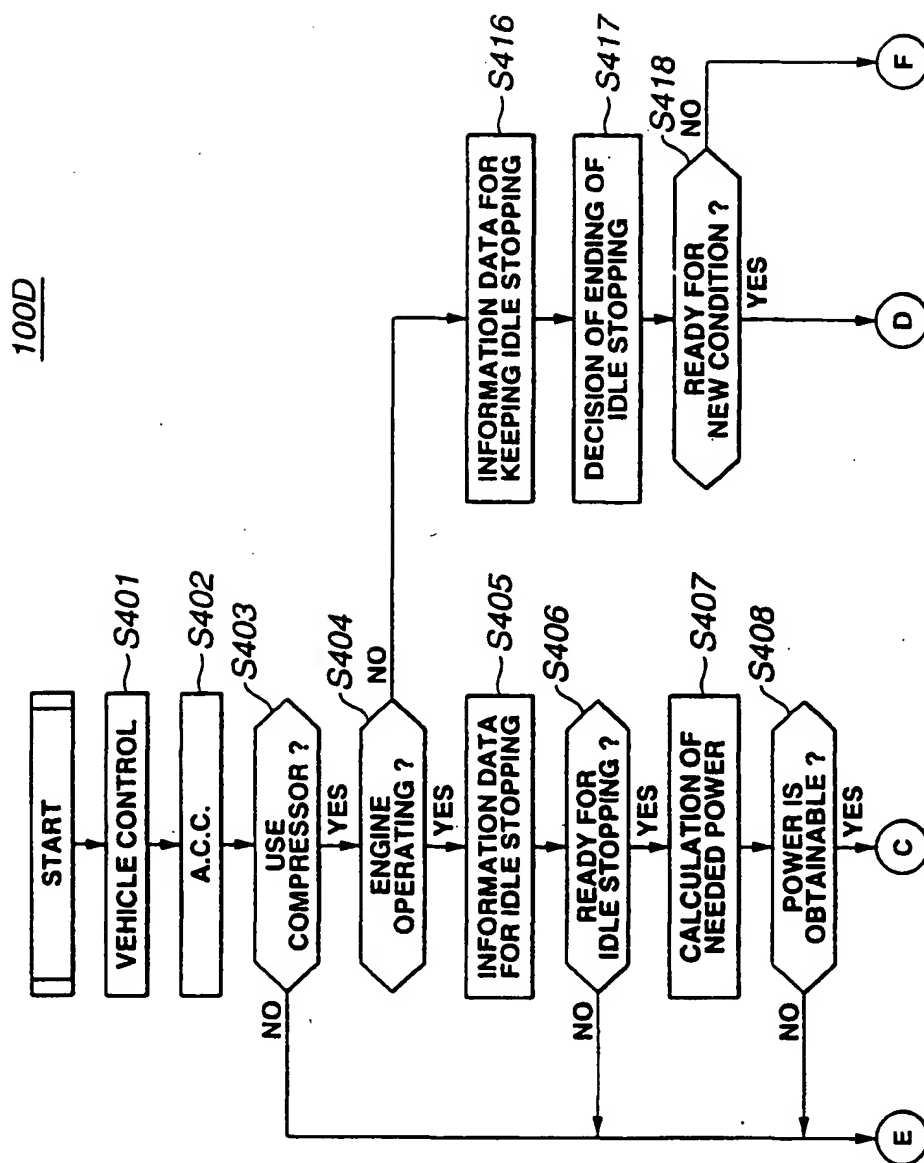 100D
START
VEHICLE CONTROL
S401
A.C.C.
S402
USE
COMPRESSOR ?
S403
NO
YES
ENGINE
OPERATING ?
S404
NO
YES
INFORMATION DATA
FOR IDLE STOPPING
S405
READY FOR
IDLE STOPPING ?
S406
NO
YES
CALCULATION OF
NEEDED POWER
S407
POWER IS
OBTAINABLE ?
S408
NO
YES
E
C
INFORMATION DATA FOR
KEEPING IDLE STOPPING
S416
DECISION OF ENDING OF
IDLE STOPPING
S417
READY FOR
NEW CONDITION ?
S418
NO
YES
D
F